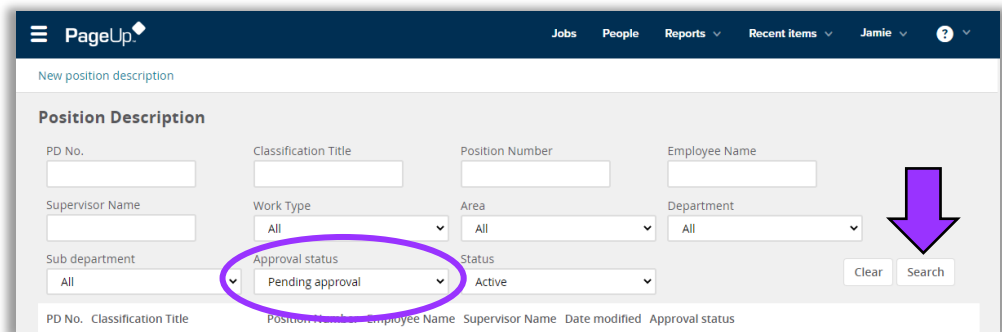 PageUp. Jobs People Reports Recent items Jamie ?
New position description
Position Description
PD No. Classification Title Position Number Employee Name
Supervisor Name Work Type Area Department
All All All
Sub department Approval status Status
All Pending approval Active Clear Search
PD No. Classification Title Position Number Employee Name Supervisor Name Date modified Approval status